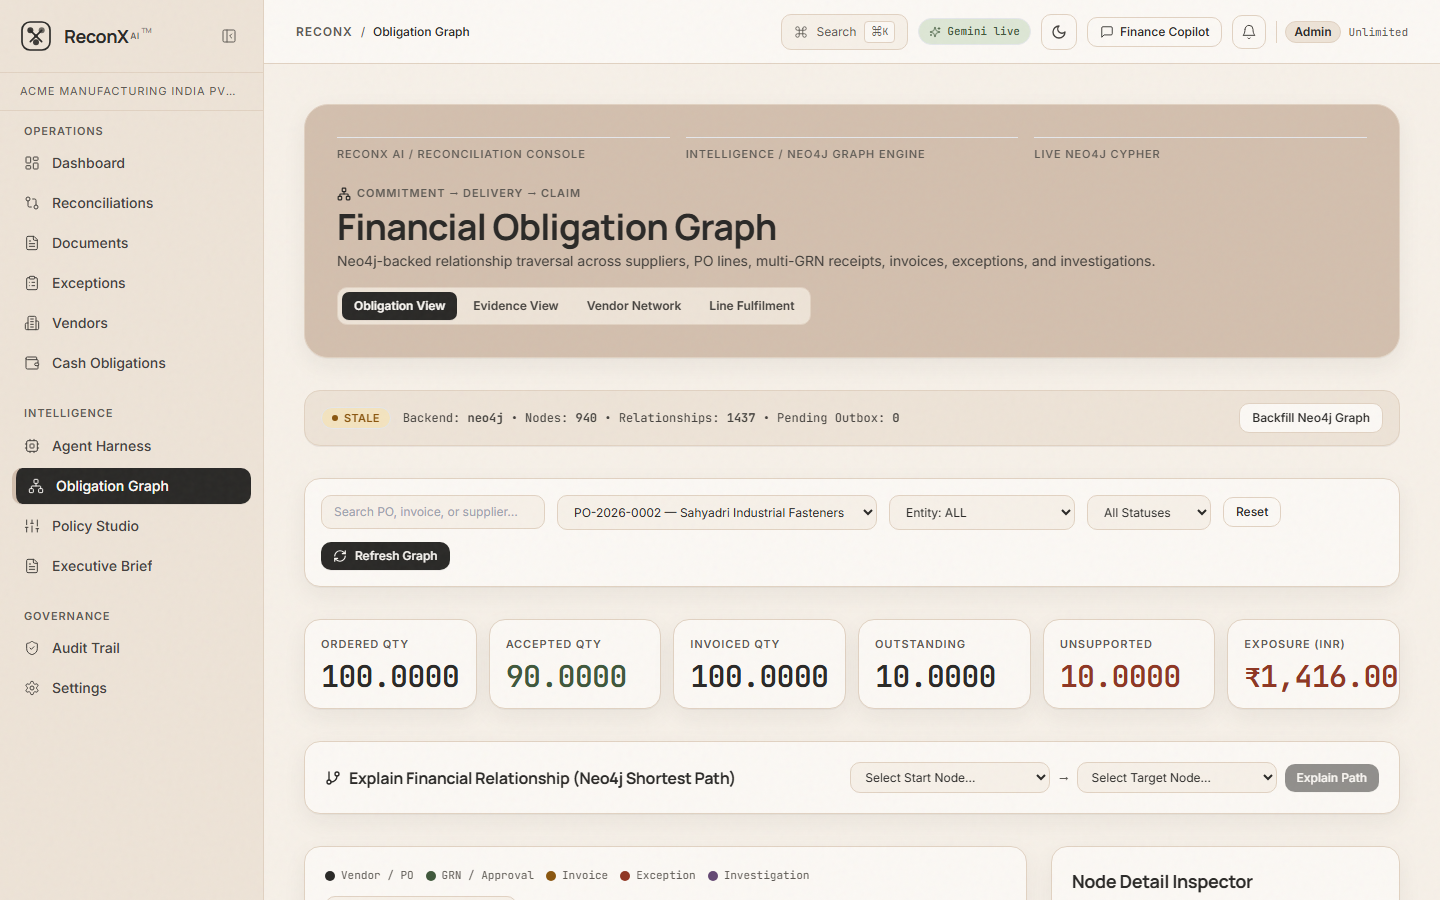 ReconX AI ™
ACME MANUFACTURING INDIA PV...
OPERATIONS
Dashboard
Reconciliations
Documents
Exceptions
Vendors
Cash Obligations
INTELLIGENCE
Agent Harness
Obligation Graph
Policy Studio
Executive Brief
GOVERNANCE
Audit Trail
Settings
RECONX / Obligation Graph
⌘ Search ⌘K
Gemini live
Finance Copilot
Admin Unlimited
RECONX AI / RECONCILIATION CONSOLE
INTELLIGENCE / NEO4J GRAPH ENGINE
LIVE NEO4J CYPHER
COMMITMENT → DELIVERY → CLAIM
Financial Obligation Graph
Neo4j-backed relationship traversal across suppliers, PO lines, multi-GRN receipts, invoices, exceptions, and investigations.
Obligation View Evidence View Vendor Network Line Fulfilment
STALE Backend: neo4j • Nodes: 940 • Relationships: 1437 • Pending Outbox: 0
Backfill Neo4j Graph
Search PO, invoice, or supplier...
PO-2026-0002 — Sahyadri Industrial Fasteners
Entity: ALL
All Statuses
Reset
Refresh Graph
ORDERED QTY
100.0000
ACCEPTED QTY
90.0000
INVOICED QTY
100.0000
OUTSTANDING
10.0000
UNSUPPORTED
10.0000
EXPOSURE (INR)
₹1,416.00
Explain Financial Relationship (Neo4j Shortest Path)
Select Start Node... → Select Target Node... Explain Path
Vendor / PO GRN / Approval Invoice Exception Investigation
Node Detail Inspector